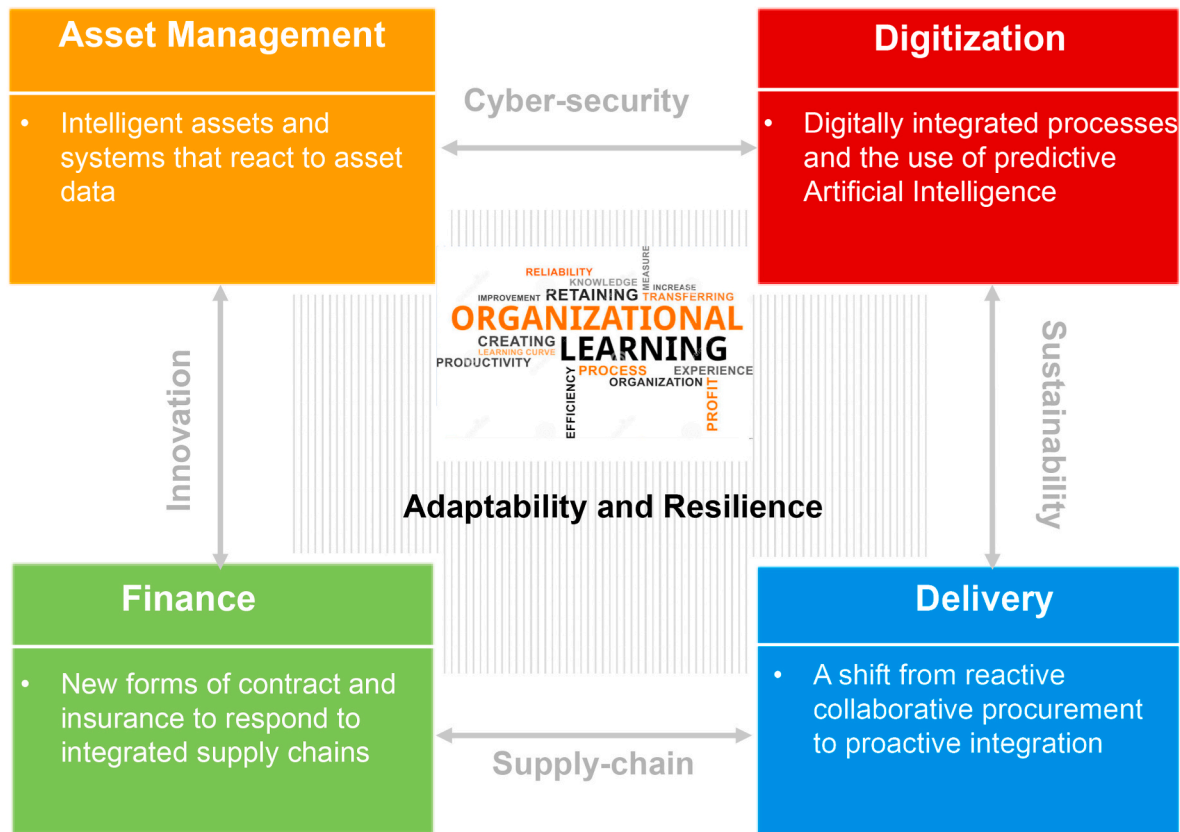 Asset Management
• Intelligent assets and
systems that react to asset
data
Cyber-security
Digitization
• Digitally integrated processes
and the use of predictive
Artificial Intelligence
Innovation
RELIABILITY
KNOWLEDGE
MEASURE
INCREASE
IMPROVEMENT
RETAINING
TRANSFERRING
ORGANIZATIONAL
CREATING
LEARNING
LEARNING CURVE
PRODUCTIVITY
PROCESS
EXPERIENCE
ORGANIZATION
EFFICIENCY
PROFIT
Sustainability
Adaptability and Resilience
Finance
• New forms of contract and
insurance to respond to
integrated supply chains
Supply-chain
Delivery
• A shift from reactive
collaborative procurement
to proactive integration